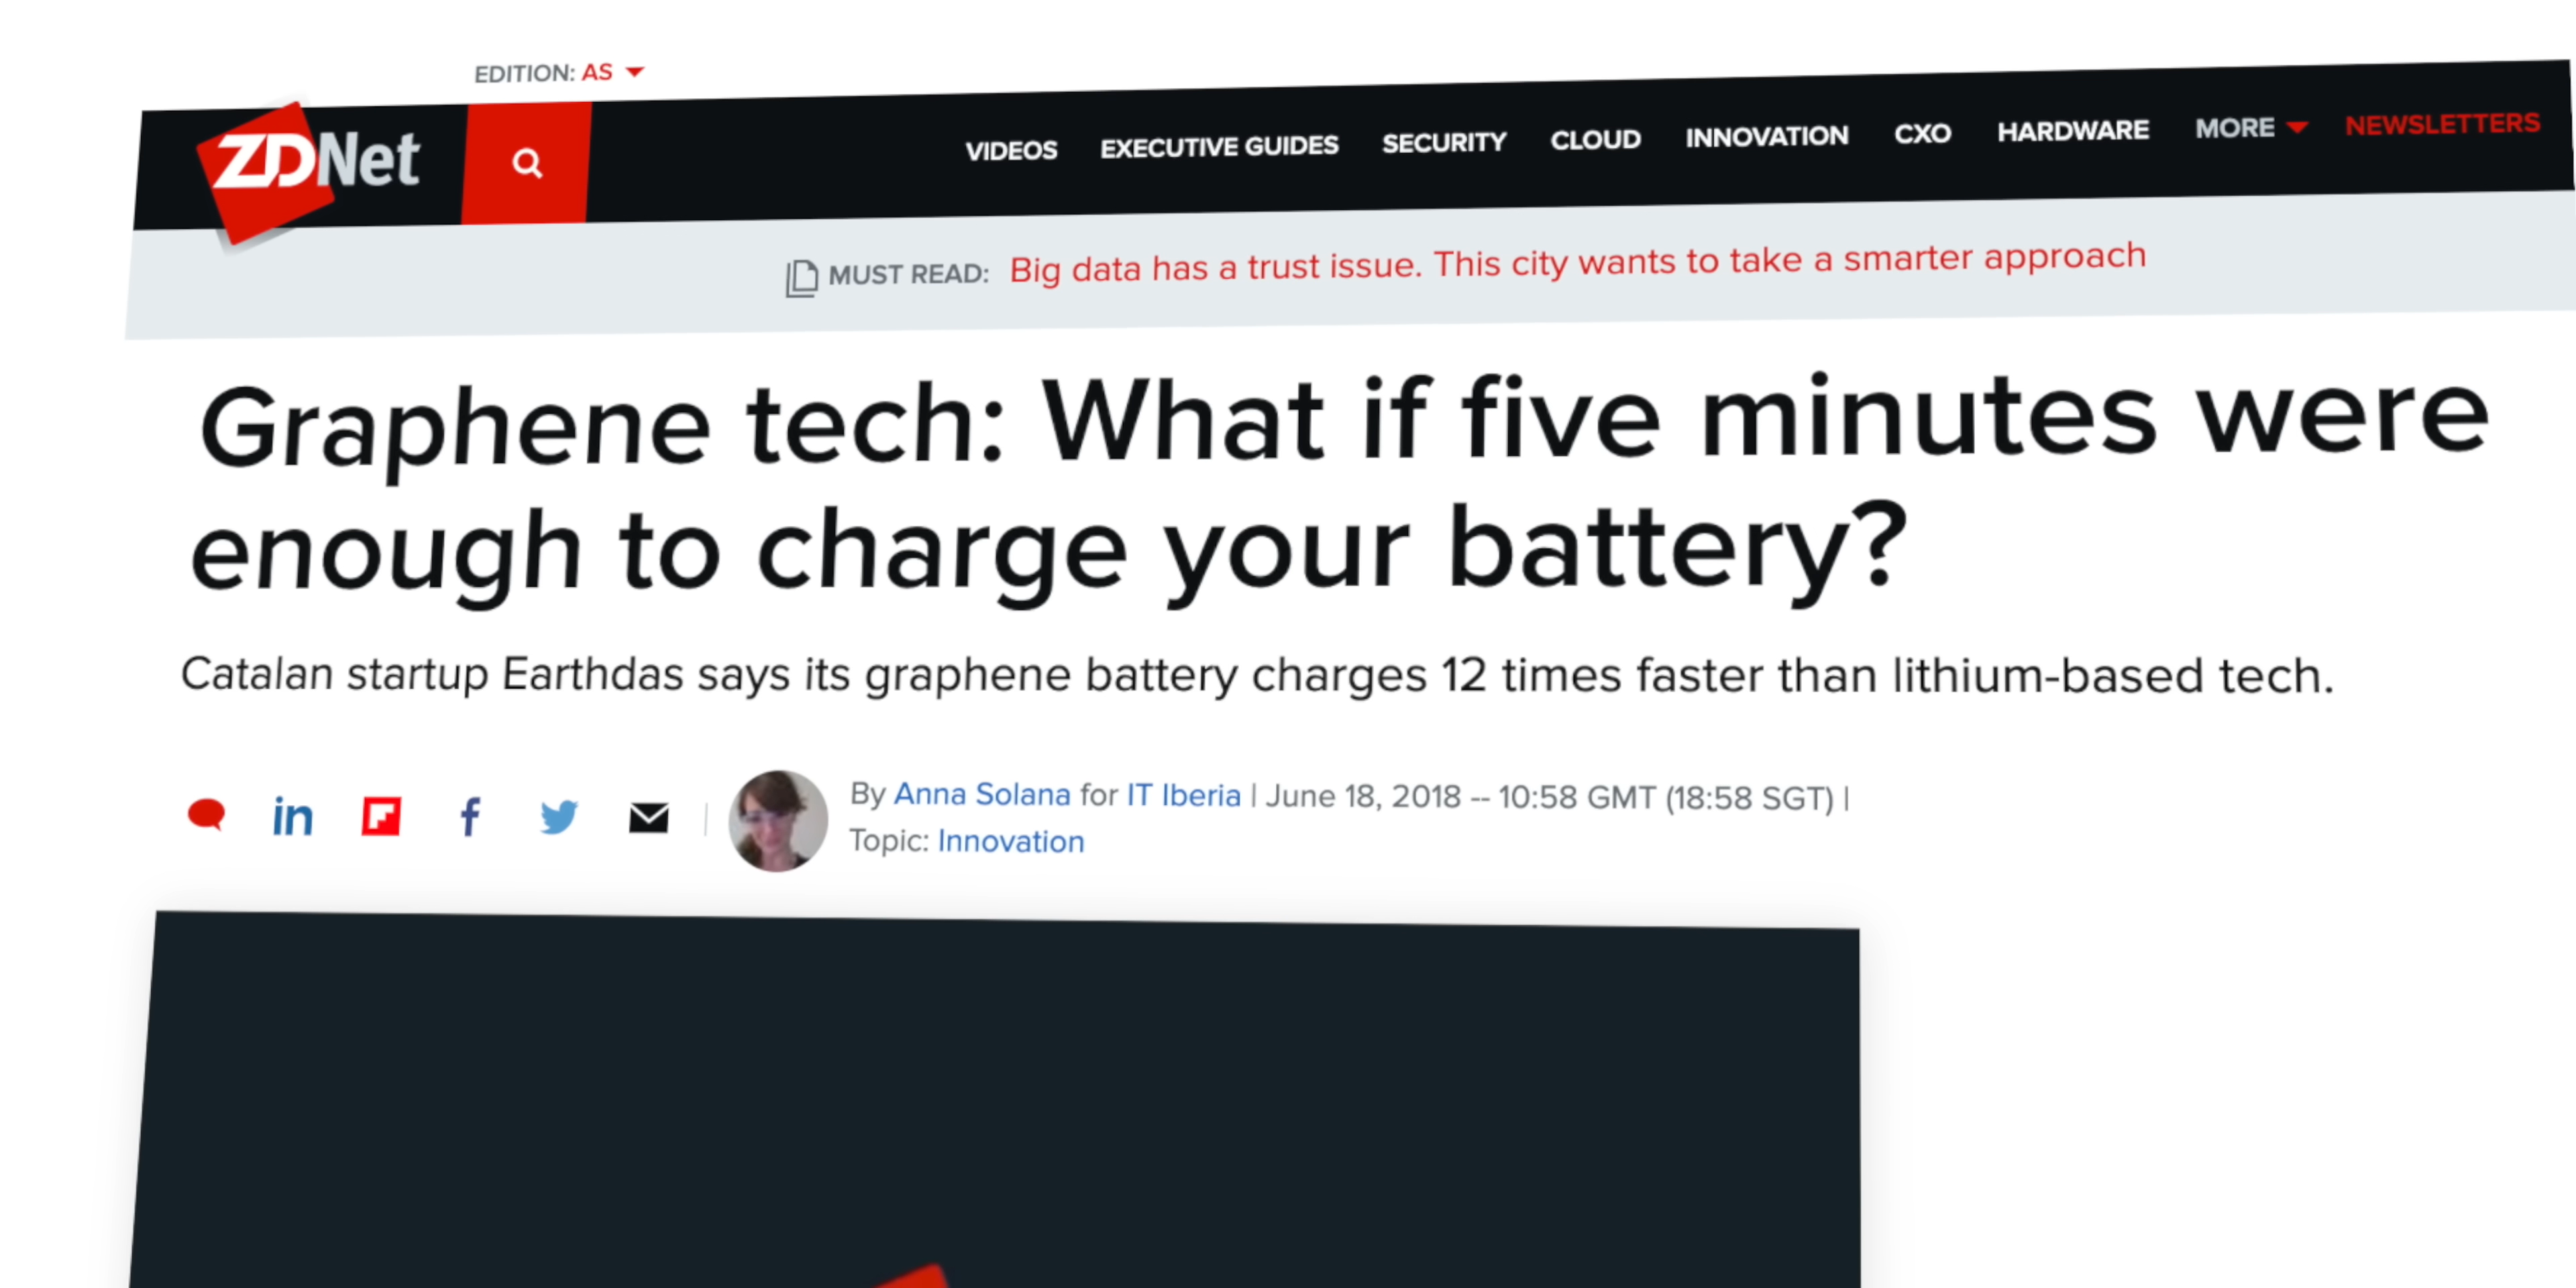 EDITION: AS
ZDNet
VIDEOS EXECUTIVE GUIDES SECURITY CLOUD INNOVATION CXO HARDWARE MORE NEWSLETTERS
MUST READ: Big data has a trust issue. This city wants to take a smarter approach
Graphene tech: What if five minutes were
enough to charge your battery?
Catalan startup Earthdas says its graphene battery charges 12 times faster than lithium-based tech.
in f
By Anna Solana for IT Iberia | June 18, 2018 -- 10:58 GMT (18:58 SGT) |
Topic: Innovation